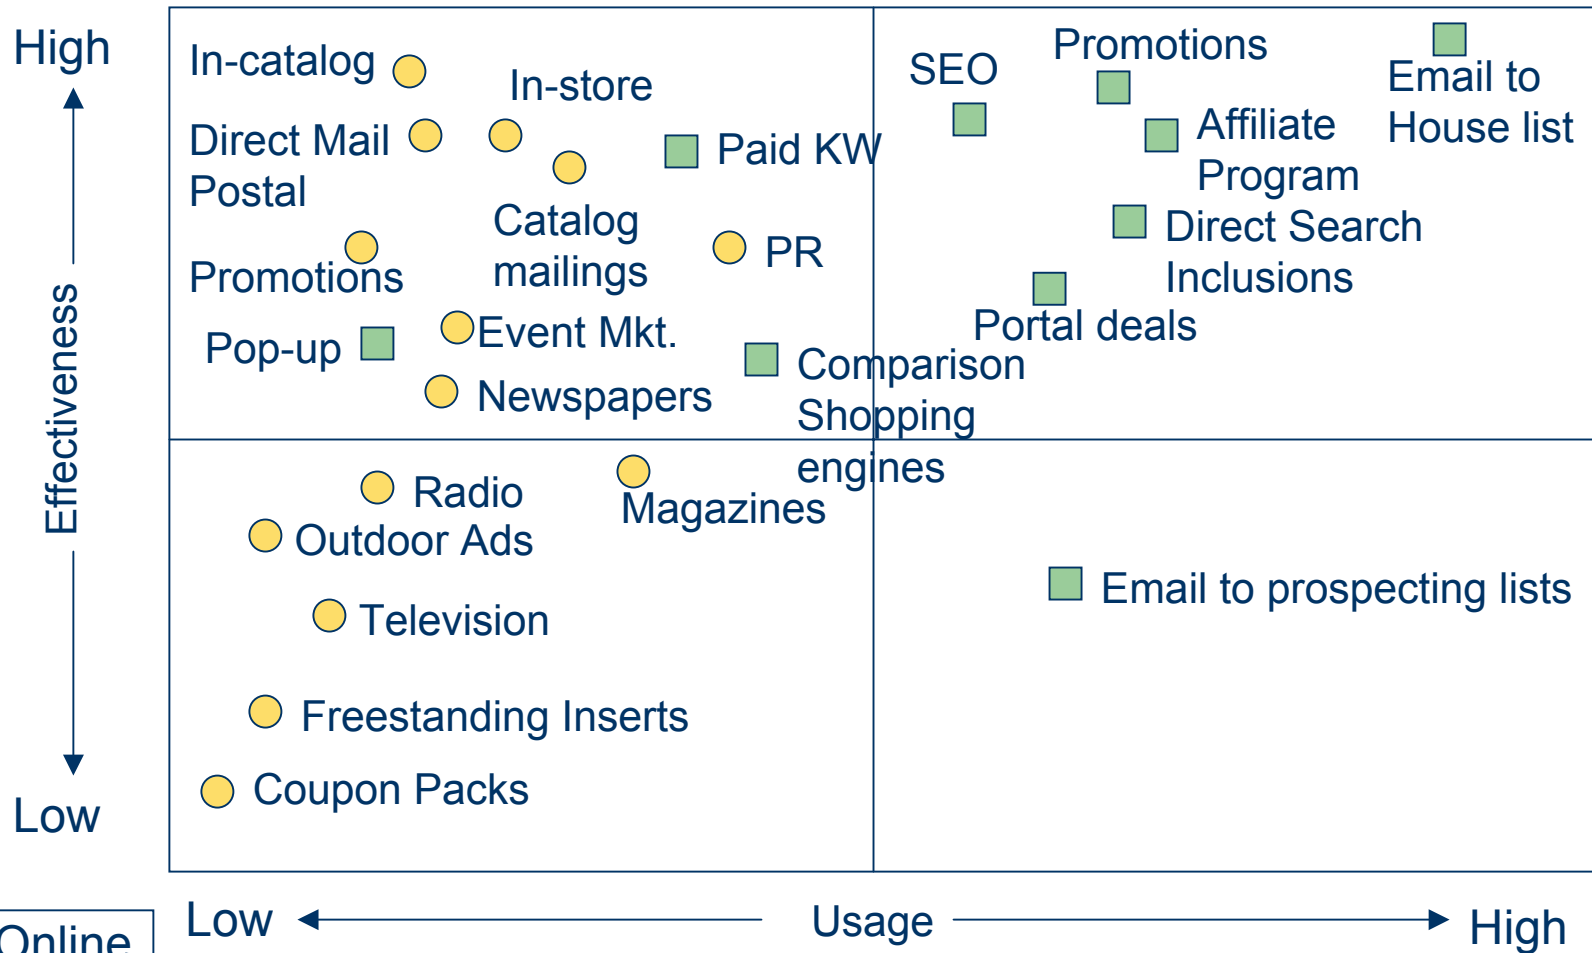 High
In-catalog
In-store
SEO
Promotions
Email to
House list
Direct Mail
Postal
Paid KW
Affiliate
Program
Catalog
mailings
PR
Direct Search
Inclusions
Promotions
Portal deals
Pop-up
Event Mkt.
Comparison
Shopping
engines
Newspapers
Effectiveness
Radio
Magazines
Outdoor Ads
Email to prospecting lists
Television
Freestanding Inserts
Coupon Packs
Low
Low
Usage
High
Online